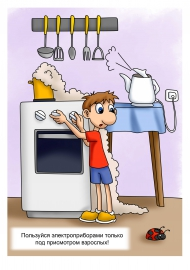 Пользуйся электроприборами только
под присмотром взрослых!